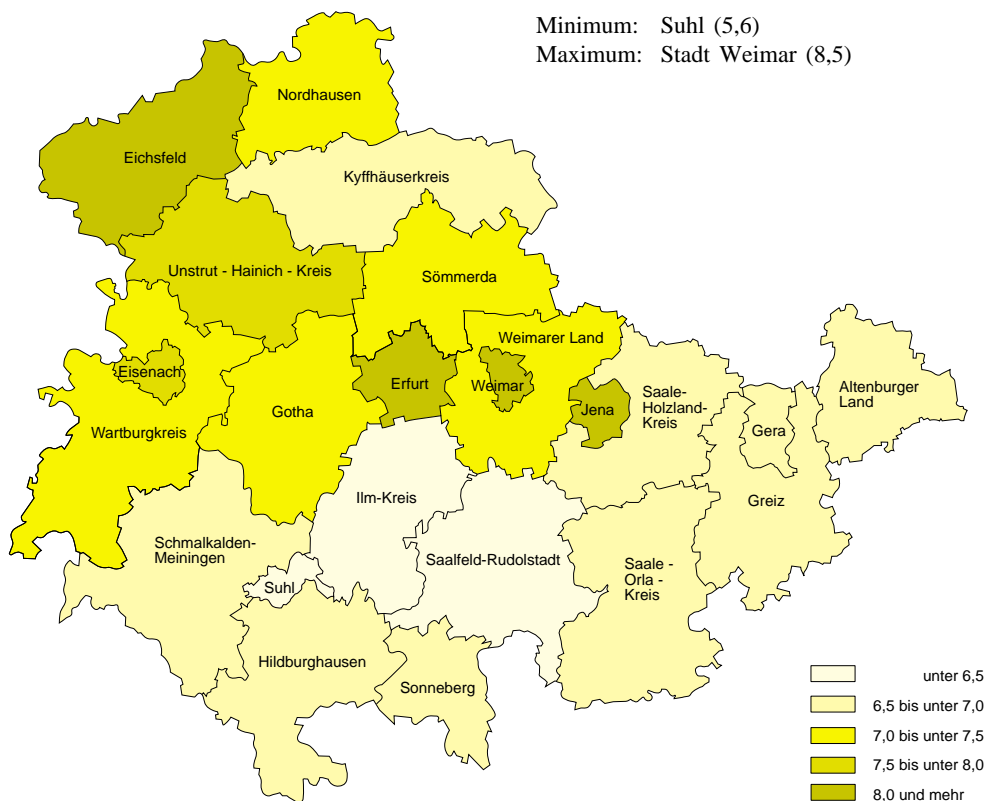 Minimum: Suhl (5,6)
Maximum: Stadt Weimar (8,5)
Nordhausen
Eichsfeld
Kyffhäuserkreis
Unstrut - Hainich - Kreis
Sömmerda
Weimarer Land
Eisenach
Erfurt
Weimar
Altenburger
Land
Saale-
Holzland-
Kreis
Jena
Gotha
Wartburgkreis
Gera
Ilm-Kreis
Greiz
Schmalkalden-
Meiningen
Saalfeld-Rudolstadt
Saale -
Orla -
Kreis
Suhl
Hildburghausen
Sonneberg
unter 6,5
6,5 bis unter 7,0
7,0 bis unter 7,5
7,5 bis unter 8,0
8,0 und mehr